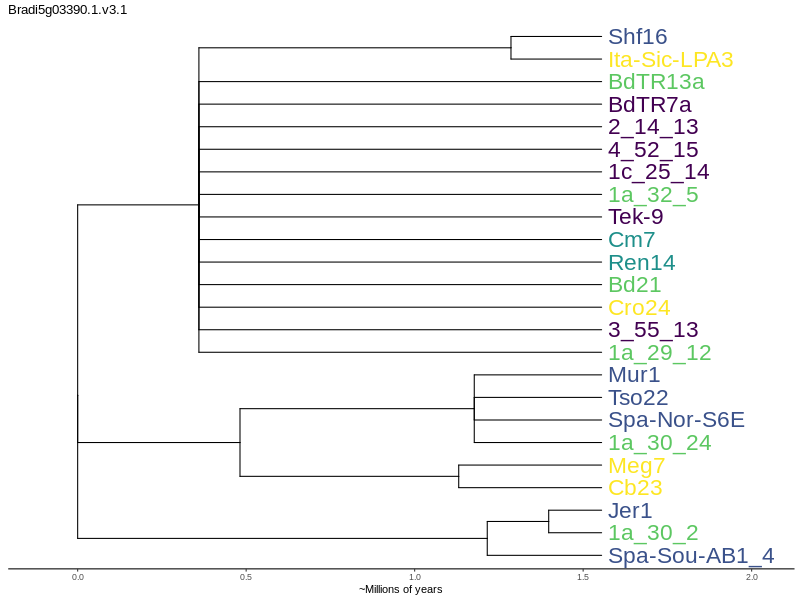 Bradi5g03390.1.v3.1
Shf16
Ita-Sic-LPA3
BdTR13a
BdTR7a
2_14_13
4_52_15
1c_25_14
1a_32_5
Tek-9
Cm7
Ren14
Bd21
Cro24
3_55_13
1a_29_12
Mur1
Tso22
Spa-Nor-S6E
1a_30_24
Meg7
Cb23
Jer1
1a_30_2
Spa-Sou-AB1_4
0.0 0.5 1.0 1.5 2.0
~Millions of years